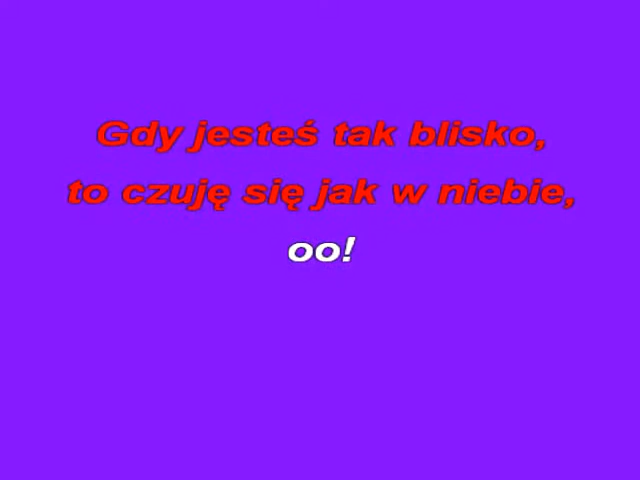 Gdy jesteś tak blisko,
to czuję się jak w niebie,
oo!